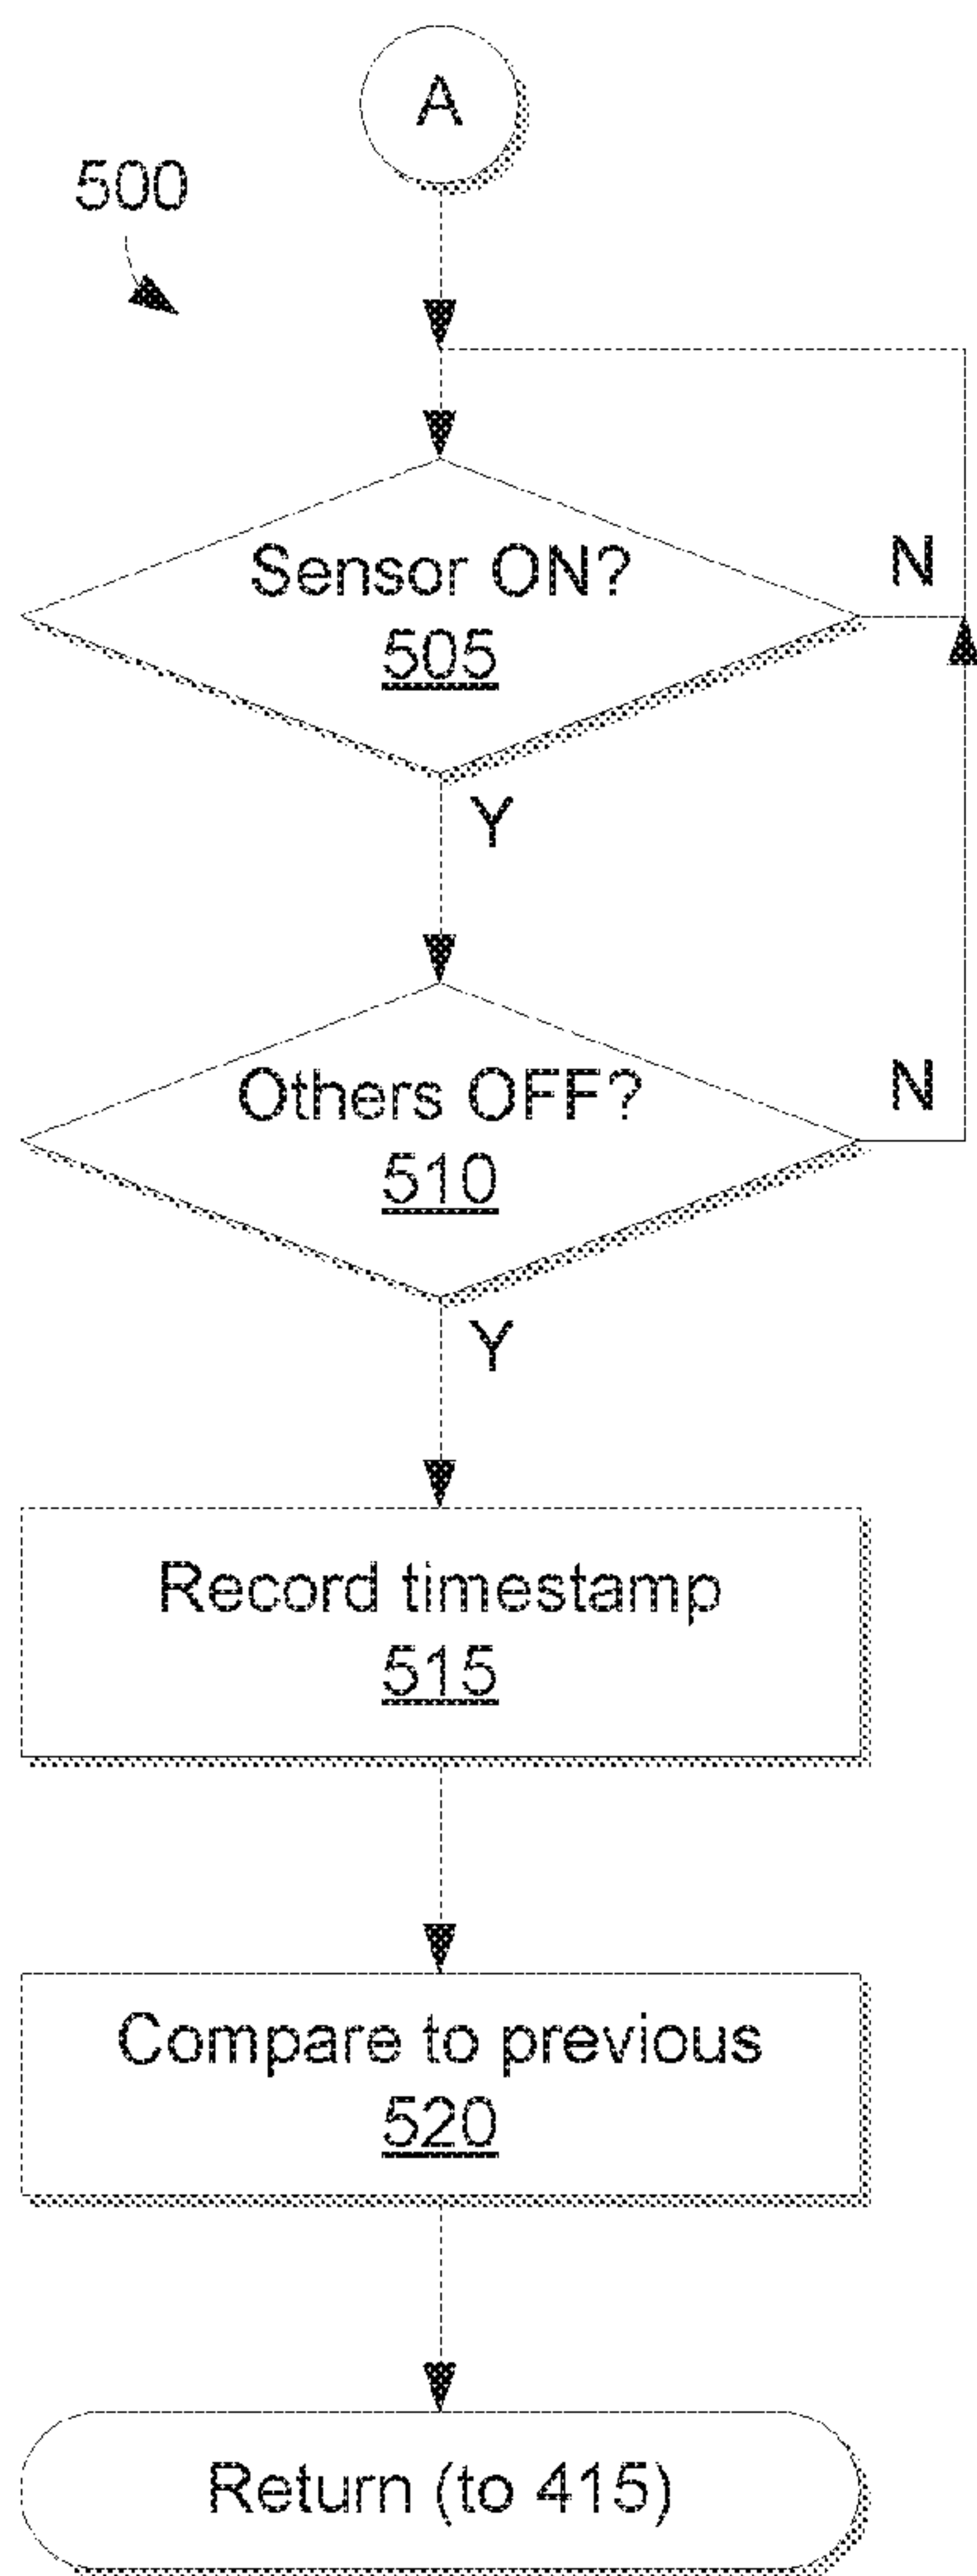 A
500
Sensor ON?
505
N
Y
Others OFF?
510
N
Y
Record timestamp
515
Compare to previous
520
Return (to 415)